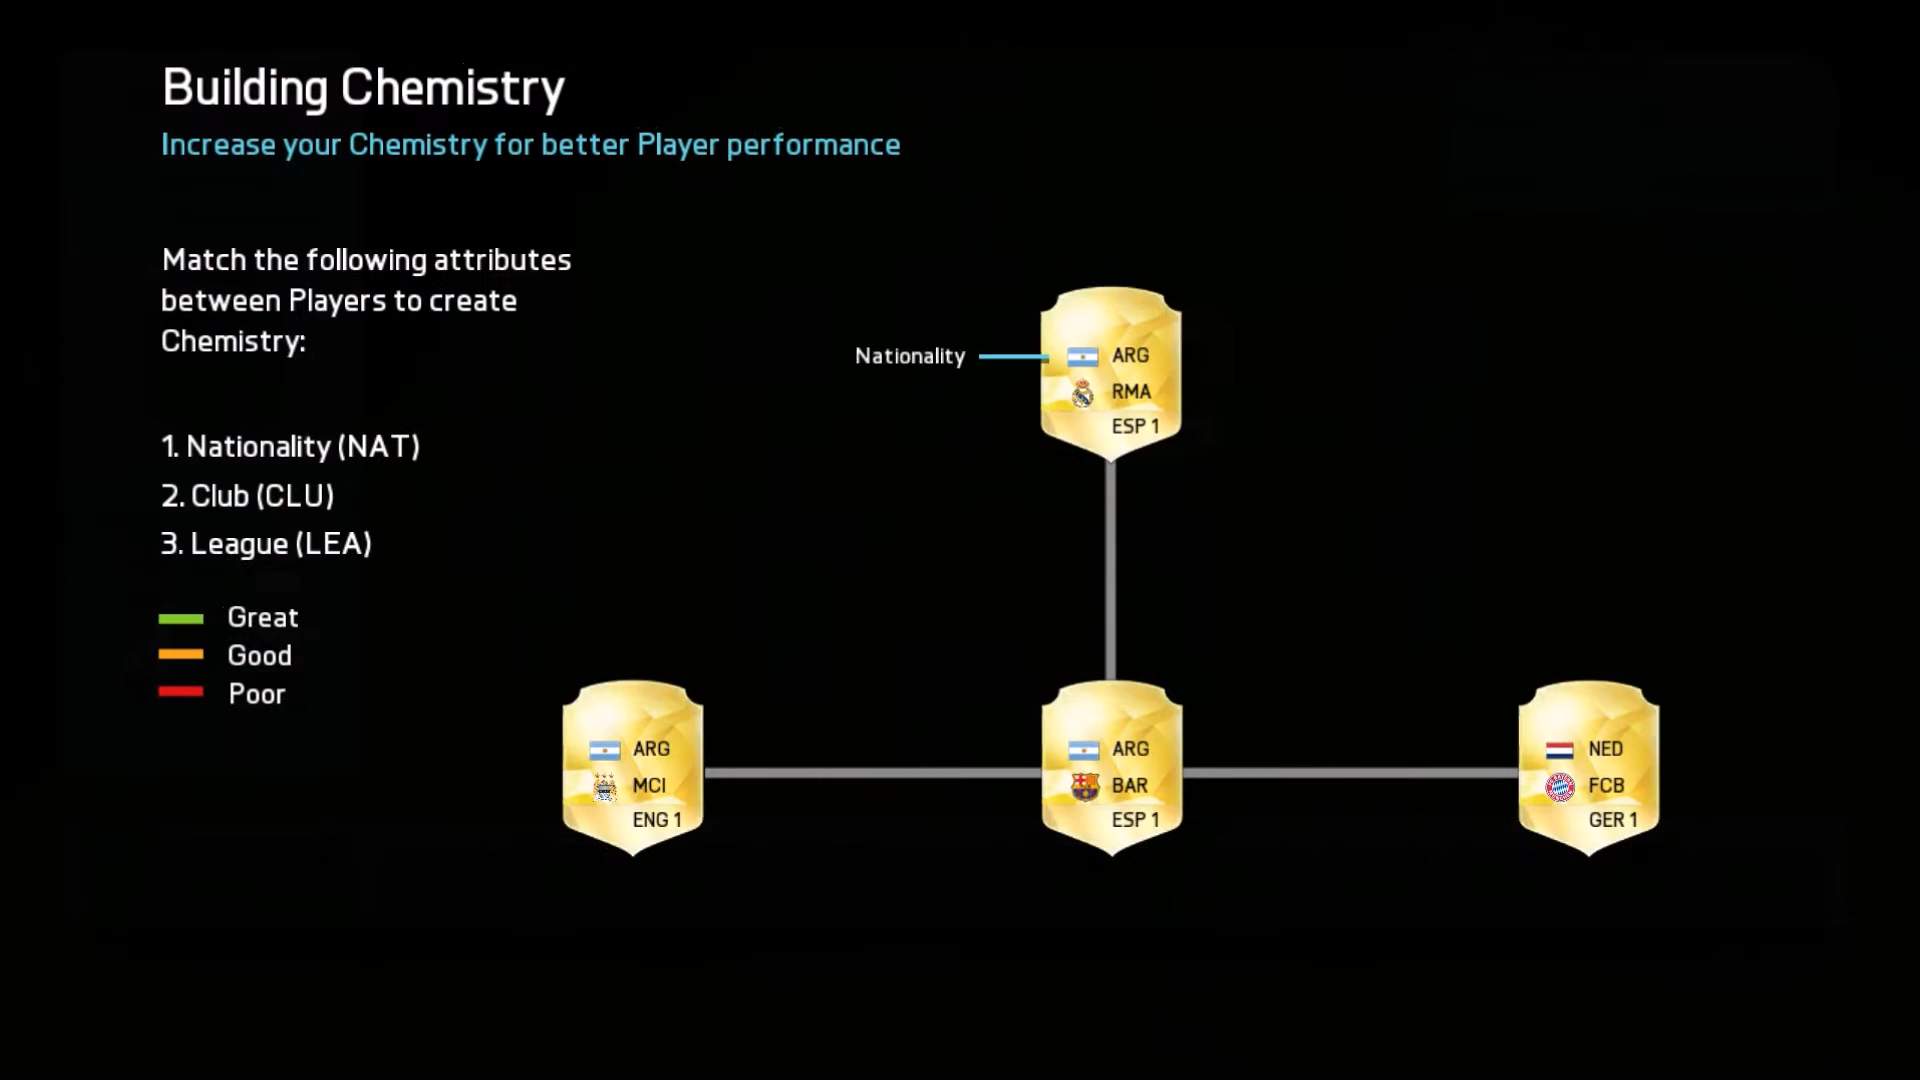 Building Chemistry
Increase your Chemistry for better Player performance
Match the following attributes
between Players to create
Chemistry:
1. Nationality (NAT)
2. Club (CLU)
3. League (LEA)
Great
Good
Poor
Nationality
ARG
RMA
ESP 1
ARG
MCI
ENG 1
ARG
BAR
ESP 1
NED
FCB
GER 1